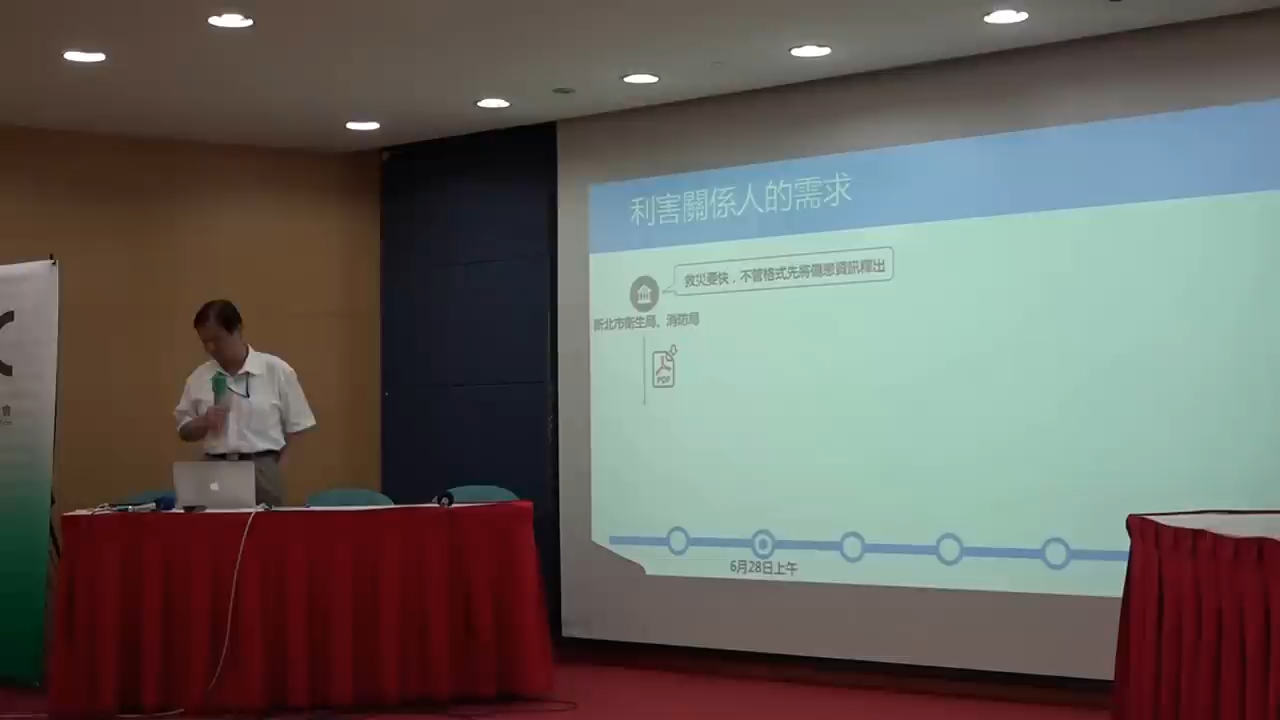 利害關係人的需求
救災要快，不管格式先將傷患資訊釋出
新北市衛生局、消防局
PDF
6月28日上午
會